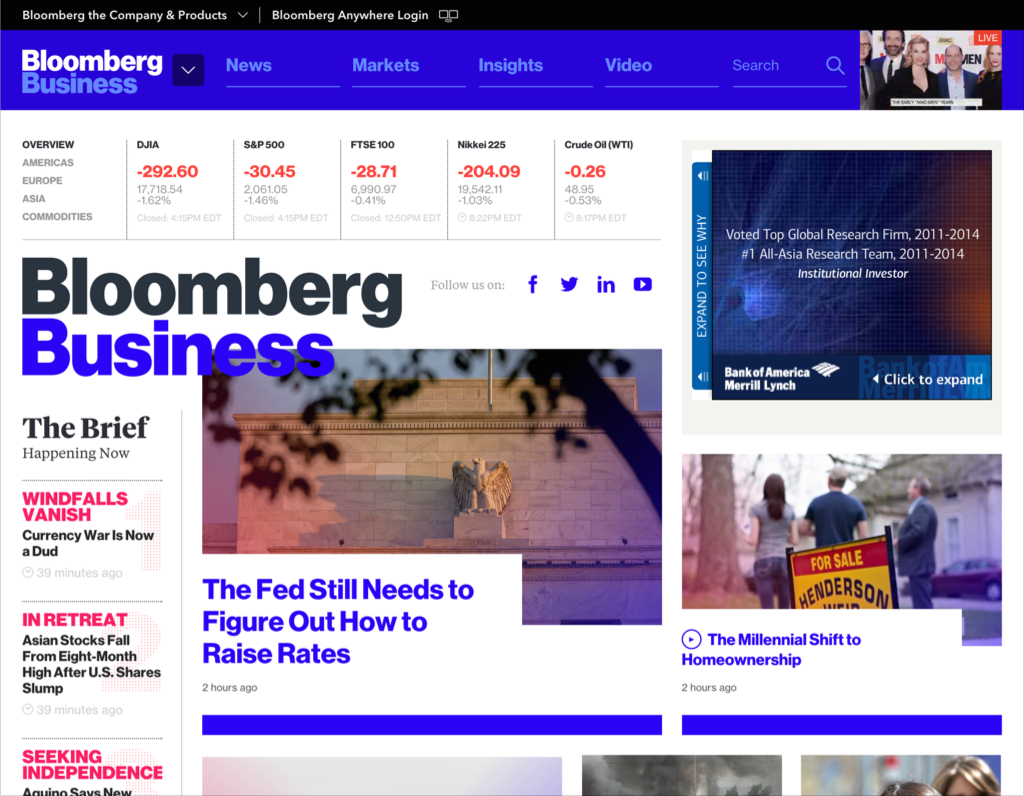 Bloomberg the Company & Products
Bloomberg Anywhere Login
Bloomberg
Business
News
Markets
Insights
Video
Search
LIVE
THE EARLY "MAD MEN" YEARS
OVERVIEW
AMERICAS
EUROPE
ASIA
COMMODITIES
DJIA
-292.60
17,718.54
-1.62%
Closed: 4:15PM EDT
S&P 500
-30.45
2,061.05
-1.46%
Closed: 4:15PM EDT
FTSE 100
-28.71
6,990.97
-0.41%
Closed: 12:50PM EDT
Nikkei 225
-204.09
19,542.11
-1.03%
8:22PM EDT
Crude Oil (WTI)
-0.26
48.95
-0.53%
8:17PM EDT
EXPAND TO SEE WHY
Voted Top Global Research Firm, 2011-2014
#1 All-Asia Research Team, 2011-2014
Institutional Investor
Bank of America
Merrill Lynch
Click to expand
Bloomberg
Business
Follow us on:
The Brief
Happening Now
1
WINDFALLS
VANISH
Currency War Is Now
a Dud
39 minutes ago
2
IN RETREAT
Asian Stocks Fall
From Eight-Month
High After U.S. Shares
Slump
39 minutes ago
3
SEEKING
INDEPENDENCE
Aquino Says New
The Fed Still Needs to
Figure Out How to
Raise Rates
2 hours ago
FOR SALE
HENDERSON
WEIR
The Millennial Shift to
Homeownership
2 hours ago